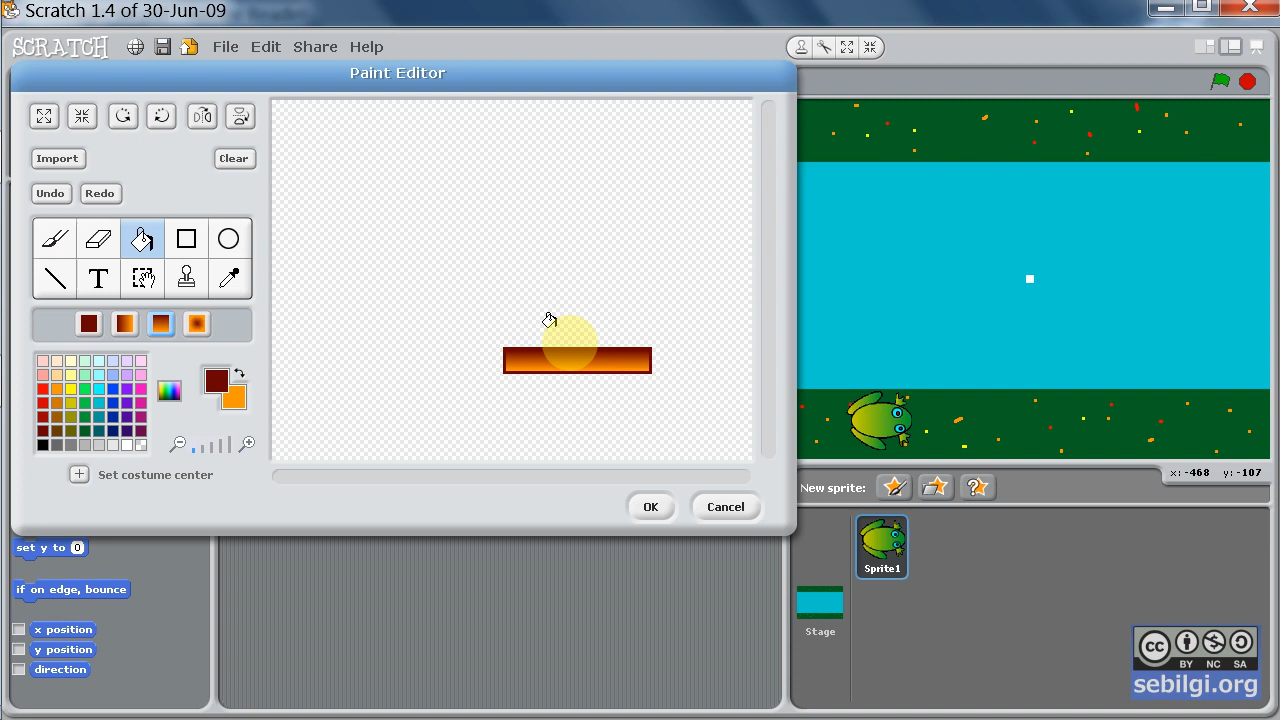 Scratch 1.4 of 30-Jun-09
SCRATCH File Edit Share Help
Paint Editor
Import Clear
Undo Redo
T
Set costume center
OK Cancel
x: -468 y: -107
New sprite:
Sprite1
Stage
set y to 0
if on edge, bounce
x position
y position
direction
cc BY NC SA
sebilgi.org